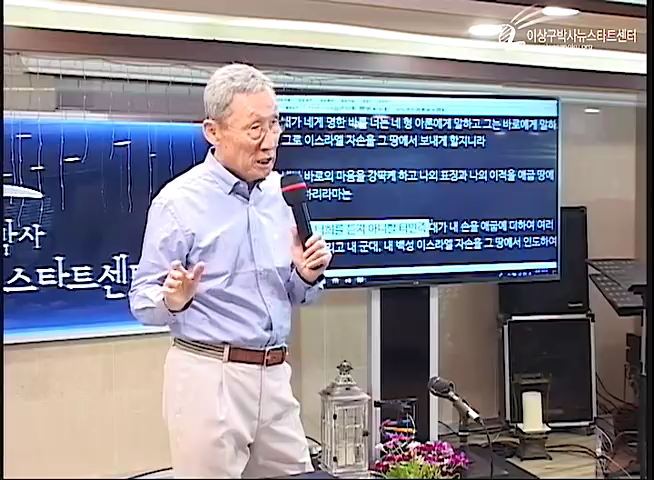 이상구박사뉴스타트센터
네가 네게 명한 바를 너는 네 형 아론에게 말하고 그는 바로에게 말하
그로 이스라엘 자손을 그 땅에서 보내게 할지니라
바로의 마음을 강퍅케 하고 나의 표징과 나의 이적을 애굽 땅에
내가 내 손을 애굽에 더하여 여러
내 군대, 내 백성 이스라엘 자손을 그 땅에서 인도하여
박사
스타트센